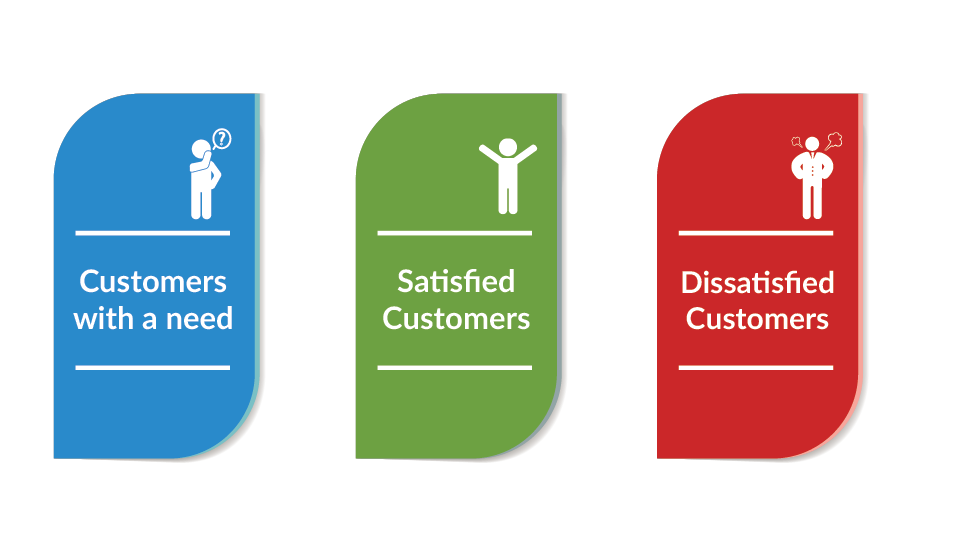 ?
Customers
with a need
Satisfied
Customers
Dissatisfied
Customers